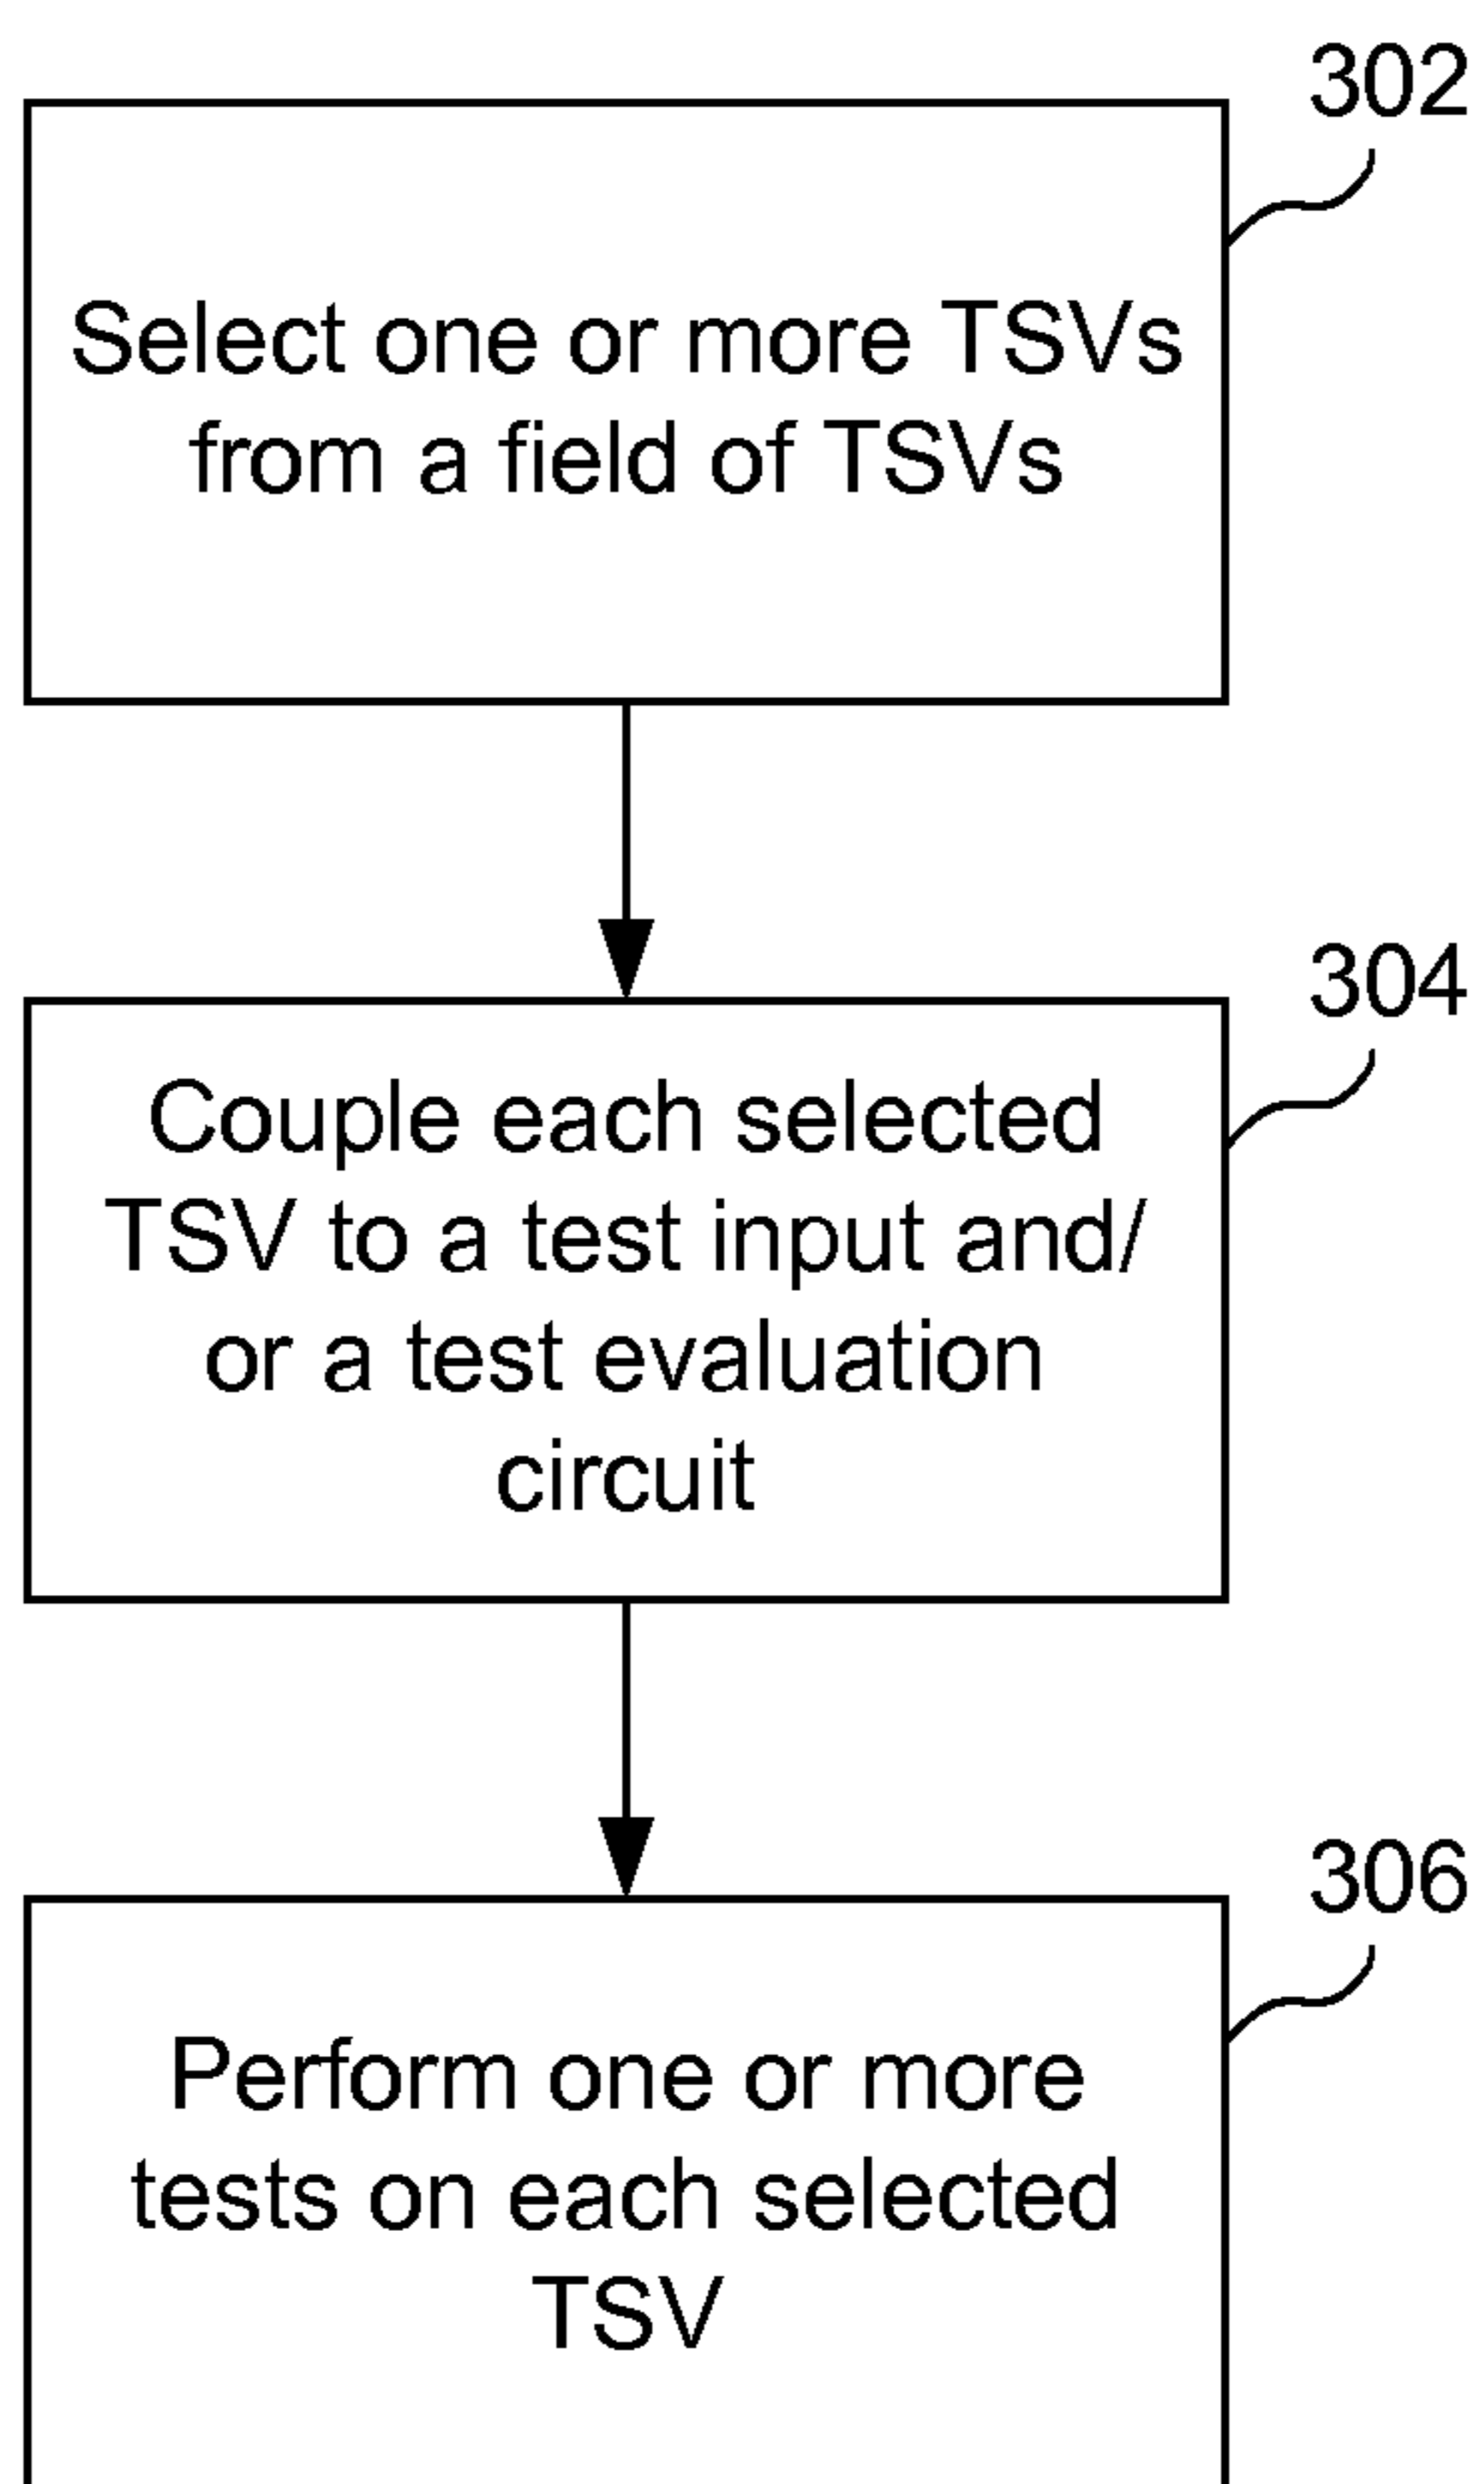 302
Select one or more TSVs
from a field of TSVs
304
Couple each selected
TSV to a test input and/
or a test evaluation
circuit
306
Perform one or more
tests on each selected
TSV